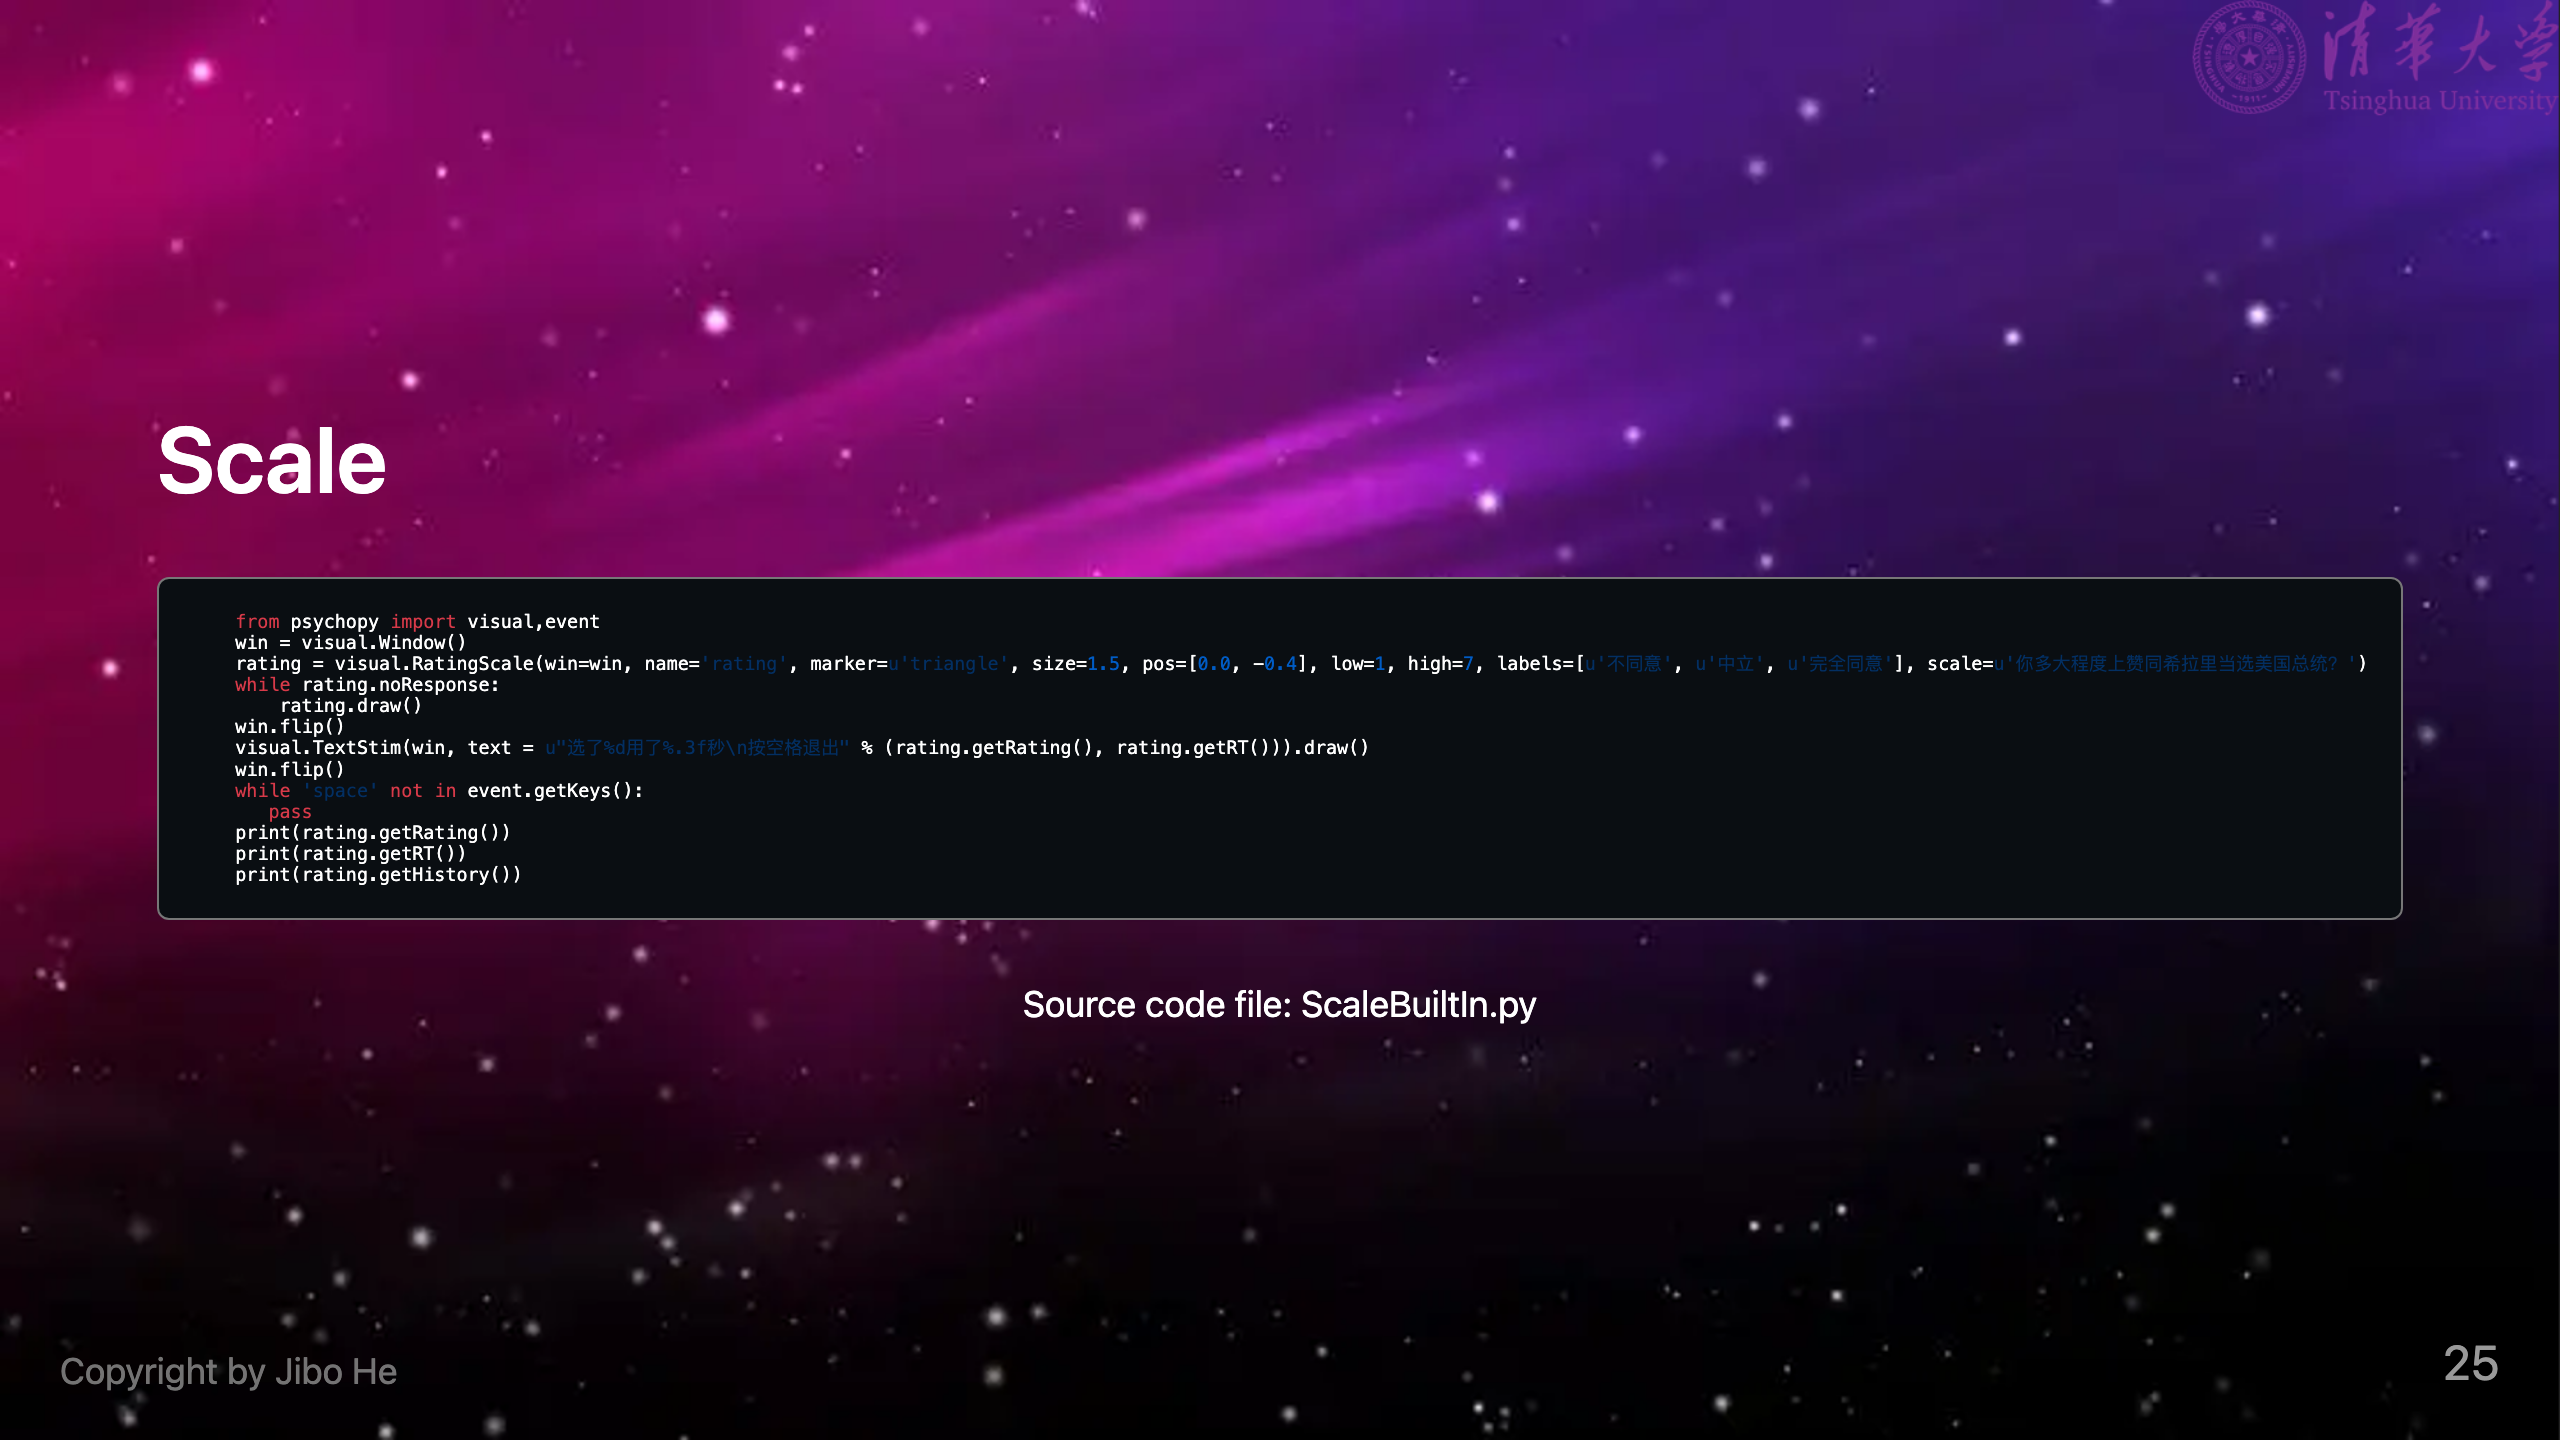 清华大学
Tsinghua University
Scale
from psychopy import visual,event
win = visual.Window()
rating = visual.RatingScale(win=win, name='rating', marker=u'triangle', size=1.5, pos=[0.0, -0.4], low=1, high=7, labels=[u'不同意', u'中立', u'完全同意'], scale=u'你多大程度上赞同希拉里当选美国总统？')
while rating.noResponse:
    rating.draw()
win.flip()
visual.TextStim(win, text = u"选了%d用了%.3f秒\n按空格退出" % (rating.getRating(), rating.getRT())).draw()
win.flip()
while 'space' not in event.getKeys():
   pass
print(rating.getRating())
print(rating.getRT())
print(rating.getHistory())
Source code file: ScaleBuiltIn.py
Copyright by Jibo He
25